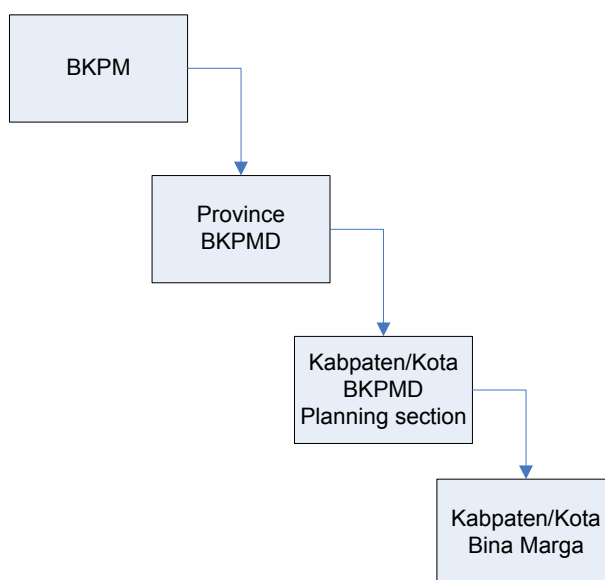 BKPM
Province
BKPMD
Kabpaten/Kota
BKPMD
Planning section
Kabpaten/Kota
Bina Marga